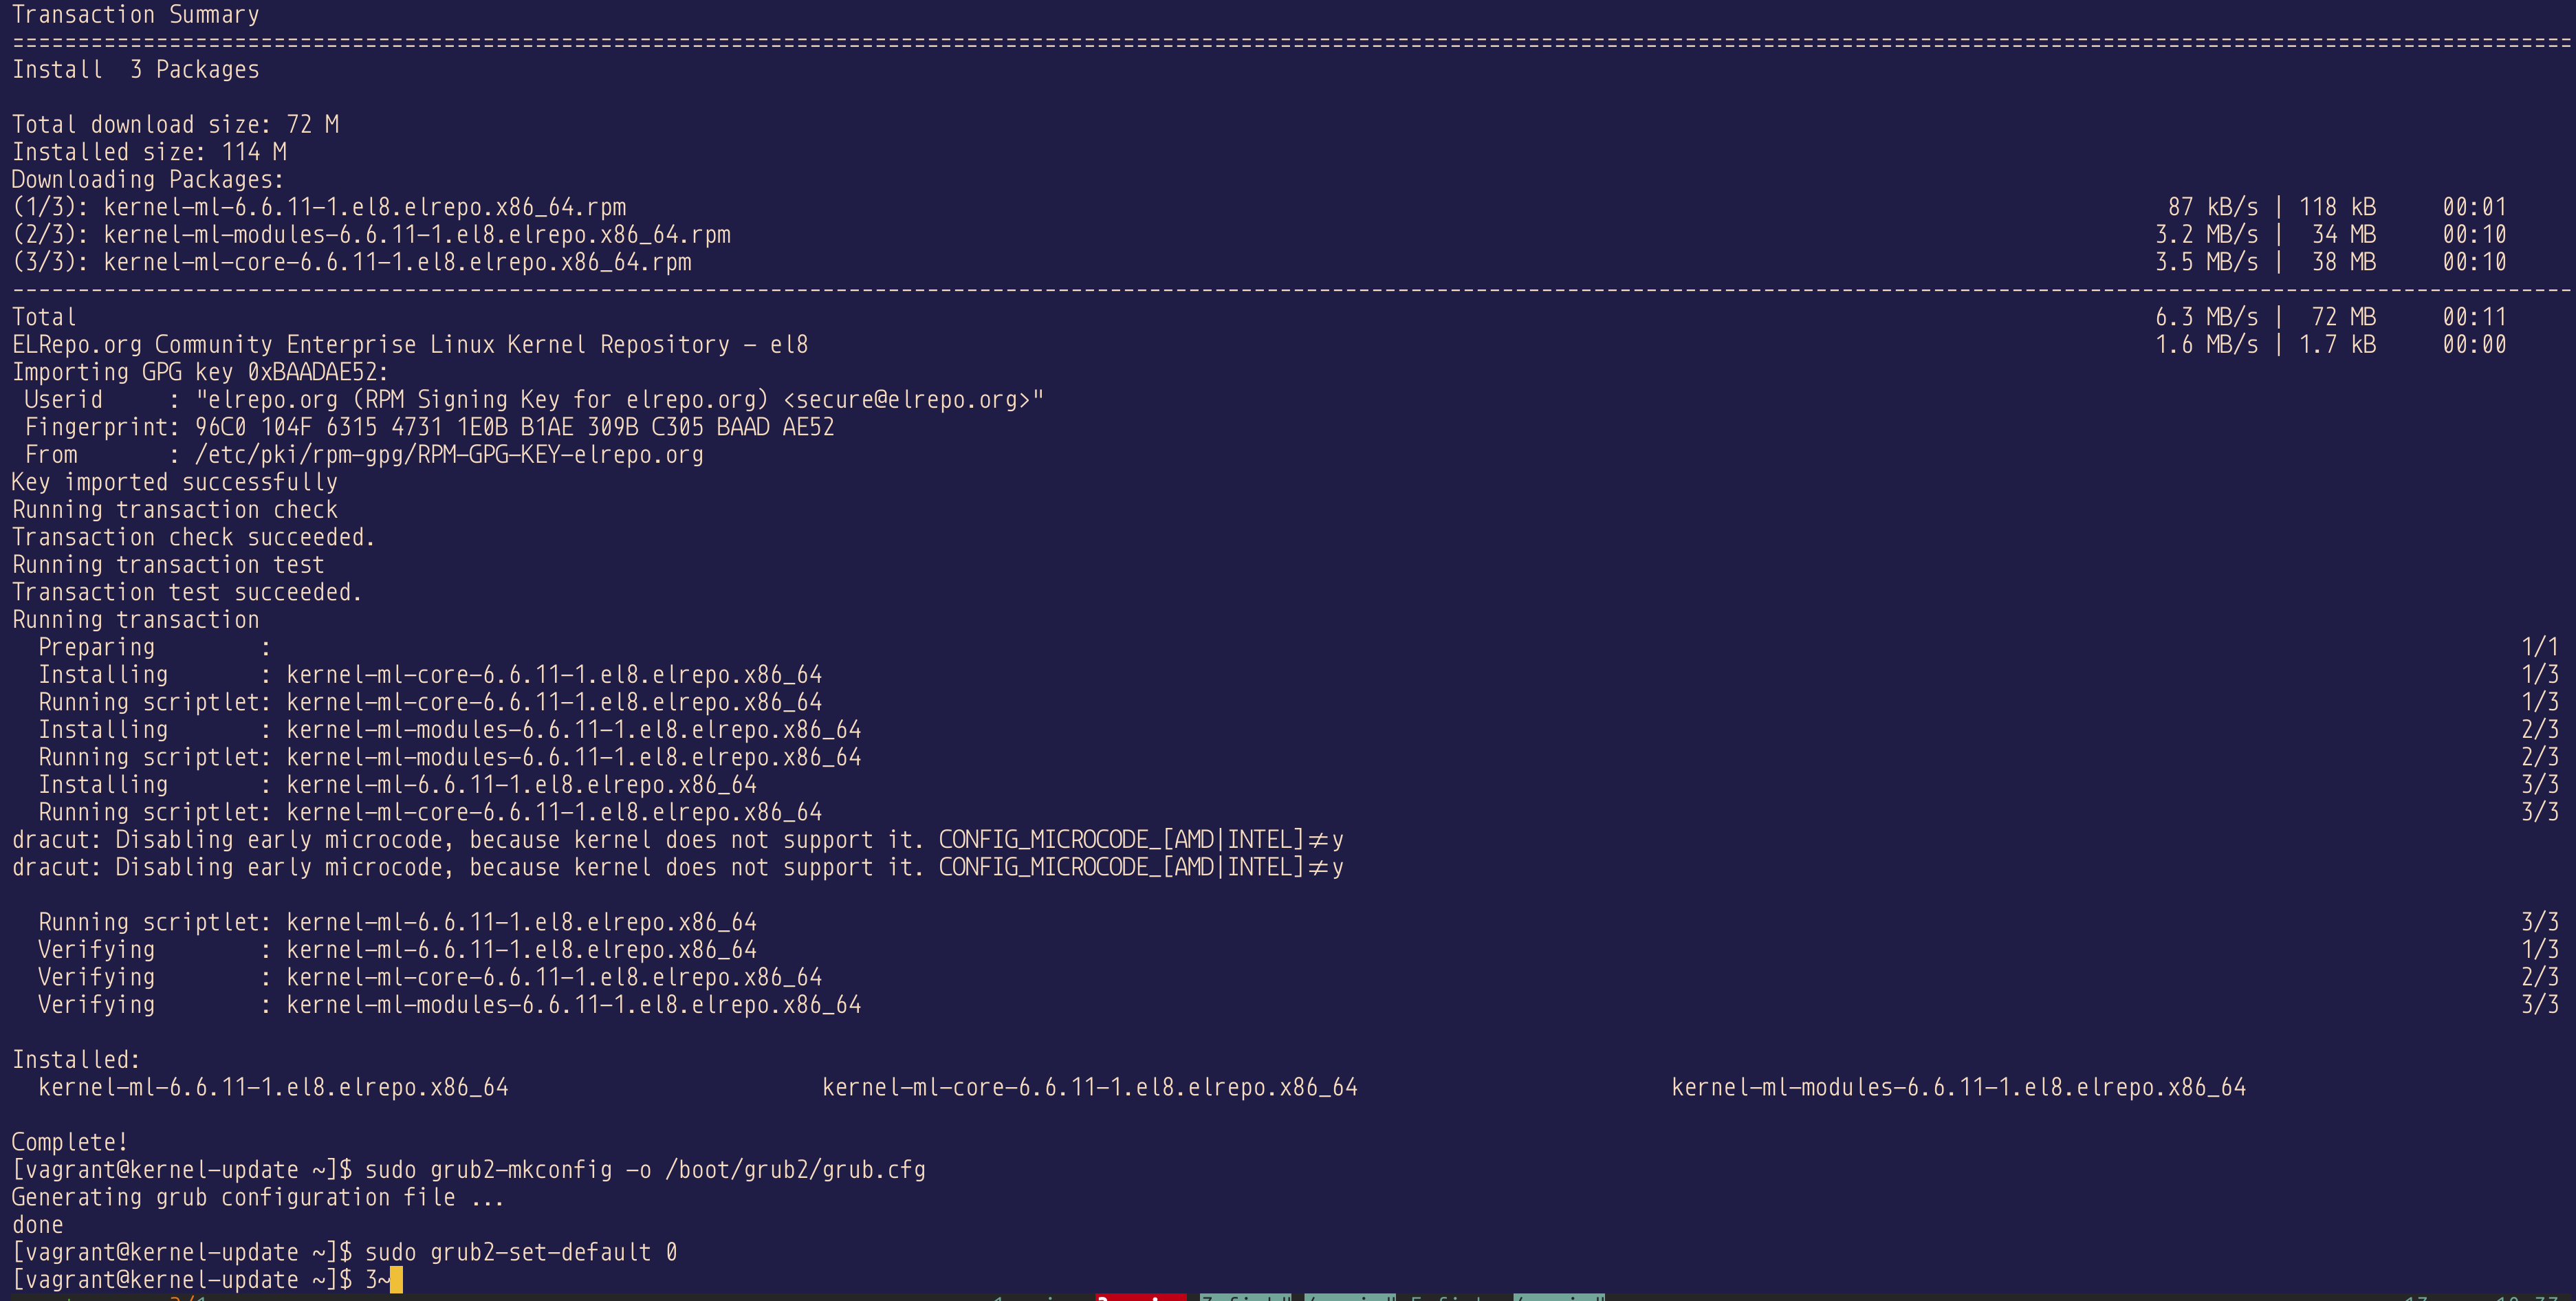 Transaction Summary
================================================================================
Install  3 Packages
Total download size: 72 M
Installed size: 114 M
Downloading Packages:
(1/3): kernel-ml-6.6.11-1.el8.elrepo.x86_64.rpm 87 kB/s | 118 kB 00:01
(2/3): kernel-ml-modules-6.6.11-1.el8.elrepo.x86_64.rpm 3.2 MB/s | 34 MB 00:10
(3/3): kernel-ml-core-6.6.11-1.el8.elrepo.x86_64.rpm 3.5 MB/s | 38 MB 00:10
--------------------------------------------------------------------------------
Total 6.3 MB/s | 72 MB 00:11
ELRepo.org Community Enterprise Linux Kernel Repository - el8 1.6 MB/s | 1.7 kB 00:00
Importing GPG key 0xBAADAE52:
 Userid     : "elrepo.org (RPM Signing Key for elrepo.org) <secure@elrepo.org>"
 Fingerprint: 96C0 104F 6315 4731 1E0B B1AE 309B C305 BAAD AE52
 From       : /etc/pki/rpm-gpg/RPM-GPG-KEY-elrepo.org
Key imported successfully
Running transaction check
Transaction check succeeded.
Running transaction test
Transaction test succeeded.
Running transaction
  Preparing        : 1/1
  Installing       : kernel-ml-core-6.6.11-1.el8.elrepo.x86_64 1/3
  Running scriptlet: kernel-ml-core-6.6.11-1.el8.elrepo.x86_64 1/3
  Installing       : kernel-ml-modules-6.6.11-1.el8.elrepo.x86_64 2/3
  Running scriptlet: kernel-ml-modules-6.6.11-1.el8.elrepo.x86_64 2/3
  Installing       : kernel-ml-6.6.11-1.el8.elrepo.x86_64 3/3
  Running scriptlet: kernel-ml-core-6.6.11-1.el8.elrepo.x86_64 3/3
dracut: Disabling early microcode, because kernel does not support it. CONFIG_MICROCODE_[AMD|INTEL]≠y
dracut: Disabling early microcode, because kernel does not support it. CONFIG_MICROCODE_[AMD|INTEL]≠y
  Running scriptlet: kernel-ml-6.6.11-1.el8.elrepo.x86_64 3/3
  Verifying        : kernel-ml-6.6.11-1.el8.elrepo.x86_64 1/3
  Verifying        : kernel-ml-core-6.6.11-1.el8.elrepo.x86_64 2/3
  Verifying        : kernel-ml-modules-6.6.11-1.el8.elrepo.x86_64 3/3
Installed:
  kernel-ml-6.6.11-1.el8.elrepo.x86_64 kernel-ml-core-6.6.11-1.el8.elrepo.x86_64 kernel-ml-modules-6.6.11-1.el8.elrepo.x86_64
Complete!
[vagrant@kernel-update ~]$ sudo grub2-mkconfig -o /boot/grub2/grub.cfg
Generating grub configuration file ...
done
[vagrant@kernel-update ~]$ sudo grub2-set-default 0
[vagrant@kernel-update ~]$ 3~